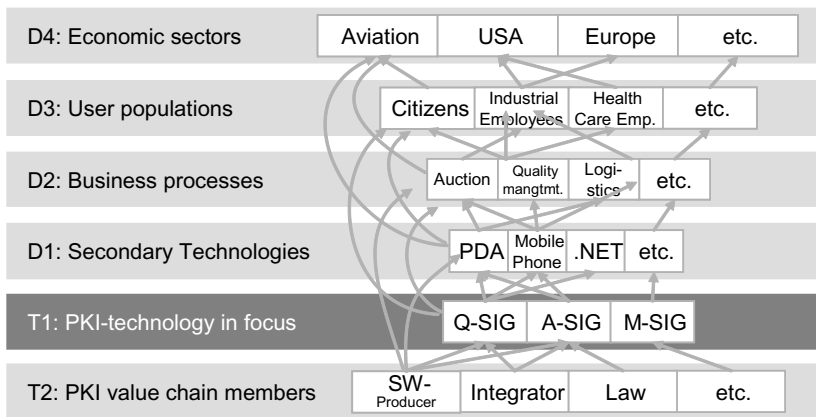 D4: Economic sectors Aviation USA Europe etc.
D3: User populations Citizens Industrial Employees Health Care Emp. etc.
D2: Business processes Auction Quality mangtmt. Logi-stics etc.
D1: Secondary Technologies PDA Mobile Phone .NET etc.
T1: PKI-technology in focus Q-SIG A-SIG M-SIG
T2: PKI value chain members SW-Producer Integrator Law etc.